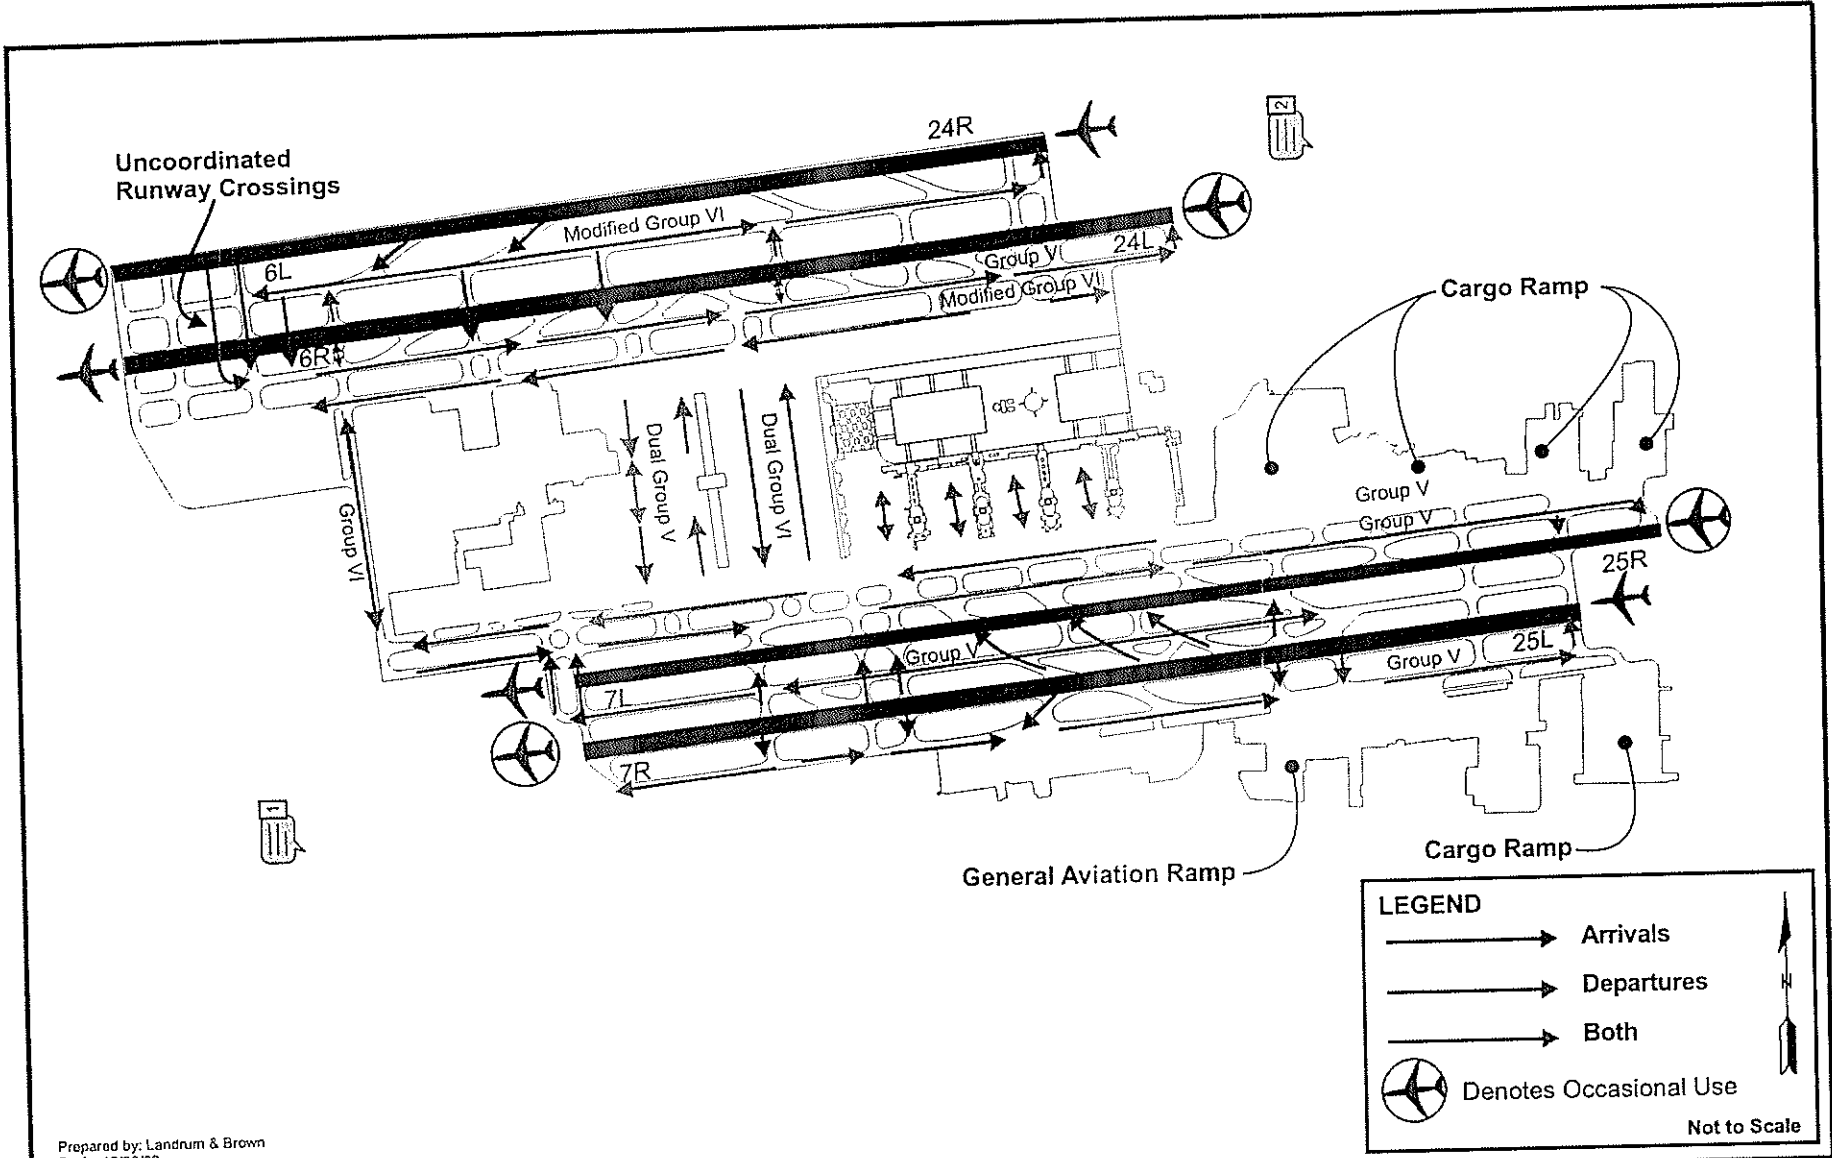 Uncoordinated
Runway Crossings
24R
2
Modified Group VI
6L
24L
Group V
Modified Group VI
6R
Cargo Ramp
Dual Group V
Dual Group VI
Group VI
Group V
Group V
25R
Group V
25L
Group V
7R
1
General Aviation Ramp
Cargo Ramp
LEGEND
Arrivals
Departures
Both
N
Denotes Occasional Use
Not to Scale
Prepared by: Landrum & Brown